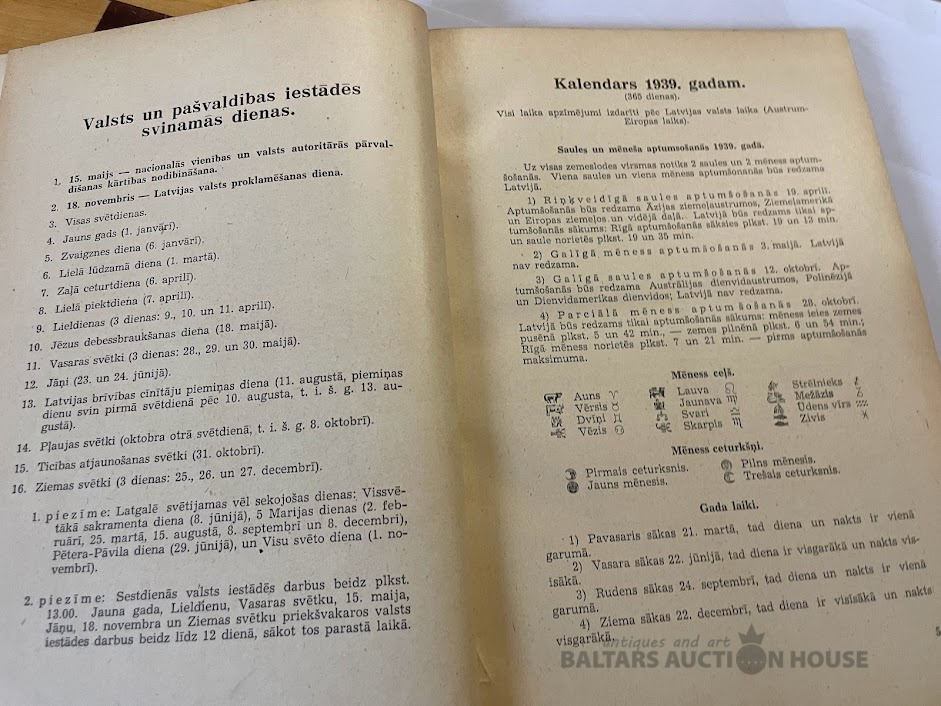 Valsts un pašvaldības iestādēs
svinamās dienas.
1. 15. maijs — nacionālās vienības un valsts autoritārās pārval-
dīšanas kārtības nodibināšana.
2. 18. novembris — Latvijas valsts proklamēšanas diena.
3. Visas svētdienas.
4. Jauns gads (1. janvārī).
5. Zvaigznes diena (6. janvārī).
6. Lielā lūdzamā diena (1. martā).
7. Zaļā ceturtdiena (6. aprilī).
8. Lielā piektdiena (7. aprilī).
9. Lieldienas (3 dienas: 9., 10. un 11. aprilī).
10. Jēzus debessbraukšanas diena (18. maijā).
11. Vasaras svētki (3 dienas: 28., 29. un 30. maijā).
12. Jāņi (23. un 24. jūnijā).
13. Latvijas brīvības cīnītāju piemiņas diena (11. augustā, piemiņas
dienu svin pirmā svētdienā pēc 10. augusta, t. i. š. g. 13. au-
gustā).
14. Pļaujas svētki (oktobra otrā svētdienā, t. i. š. g. 8. oktobrī).
15. Ticības atjaunošanas svētki (31. oktobrī).
16. Ziemas svētki (3 dienas: 25., 26. un 27. decembrī).
1. piezīme: Latgalē svētījamas vēl sekojošas dienas: Vissvē-
tākā sakramenta diena (8. jūnijā), 5 Marijas dienas (2. feb-
ruārī, 25. martā, 15. augustā, 8. septembrī un 8. decembrī),
Pētera-Pāvila diena (29. jūnijā), un Visu svēto diena (1. no-
vembrī).
2. piezīme: Sestdienās valsts iestādēs darbus beidz plkst.
13.00. Jauna gada, Lieldienu, Vasaras svētku, 15. maija,
Jāņu, 18. novembra un Ziemas svētku priekšvakaros valsts
iestādēs darbus beidz līdz 12 dienā, sākot tos parastā laikā.
Kalendars 1939. gadam.
(365 dienas).
Visi laika apzīmējumi izdarīti pēc Latvijas valsts laika (Austrum-
Eiropas laika).
Saules un mēneša aptumsošanās 1939. gadā.
Uz visas zemeslodes virsmas notiks 2 saules un 2 mēness aptum-
šošanās. Viena saules un viena mēness aptumšošanās būs redzama
Latvijā.
1) Riņķveidīgā saules aptumšošanās 19. aprilī.
Aptumšošanās būs redzama Āzijas ziemeļaustrumos, Ziemeļamerikā
un Eiropas ziemeļos un vidējā daļā. Latvijā būs redzams tikai ap-
tumšošanās sākums: Rīgā aptumšošanās sāksies plkst. 19 un 13 min.
un saule norietēs plkst. 19 un 35 min.
2) Galīgā mēness aptumšošanās 3. maijā. Latvijā
nav redzama.
3) Galīgā saules aptumšošanās 12. oktobrī. Ap-
tumšošanās būs redzama Austrālijas dienvidaustrumos, Polinēzijā
un Dienvidamerikas dienvidos; Latvijā nav redzama.
4) Parciālā mēness aptumšošanās 28. oktobrī.
Latvijā būs redzams tikai aptumšošanās sākums: mēness ieies zemes
pusēnā plkst. 5 un 42 min., — zemes pilnēnā plkst. 6 un 54 min.;
Rīgā mēness norietēs plkst. 7 un 21 min. — pirms aptumšošanās
maksimuma.
Mēness ceļā.
Auns ♈ Lauva ♌ Strēlnieks ♐
Vērsis ♉ Jaunava ♍ Mežāzis ♑
Dvīņi ♊ Svari ♎ Ūdens vīrs ♒
Vēzis ♋ Skarpis ♏ Zivis ♓
Mēness ceturkšņi.
Pirmais ceturksnis. Pilns mēnesis.
Jauns mēnesis. Trešais ceturksnis.
Gada laiki.
1) Pavasaris sākas 21. martā, tad diena un nakts ir vienā
garumā.
2) Vasara sākas 22. jūnijā, tad diena ir visgarākā un nakts vis-
īsākā.
3) Rudens sākas 24. septembrī, tad diena un nakts ir vienā
garumā.
4) Ziema sākas 22. decembrī, tad diena ir visīsākā un nakts
visgarākā.
antiques and art
BALTARS AUCTION HOUSE